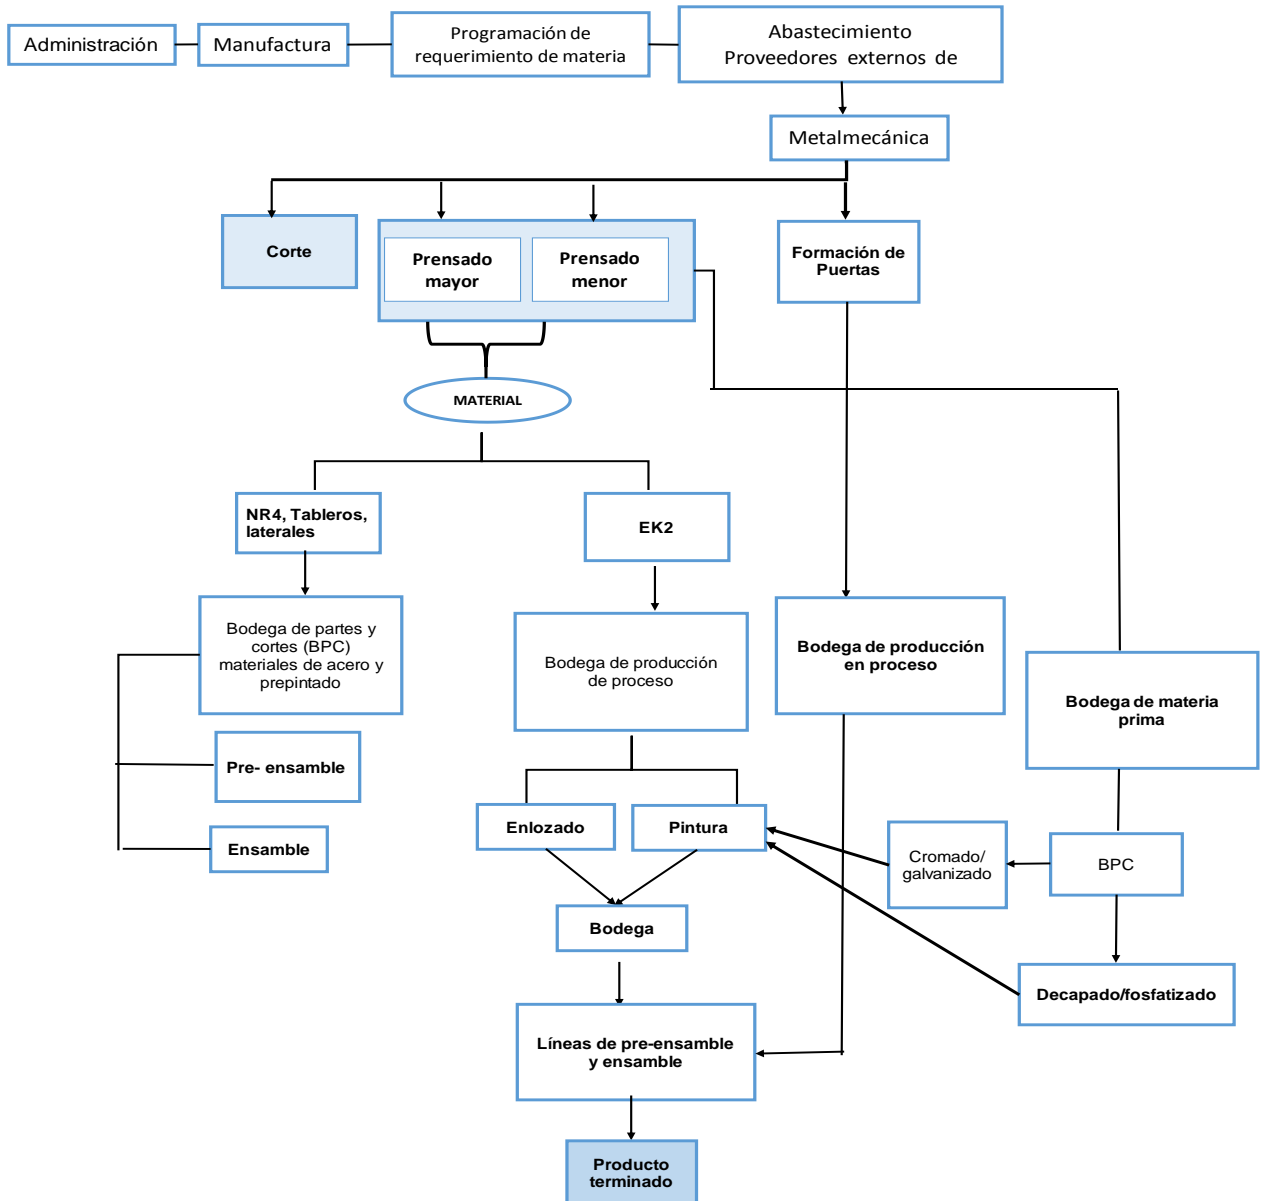 Administración
Manufactura
Programación de
requerimiento de materia
Abastecimiento
Proveedores externos de
Metalmecánica
Corte
Prensado
mayor
Prensado
menor
Formación de
Puertas
MATERIAL
NR4, Tableros,
laterales
EK2
Bodega de partes y
cortes (BPC)
materiales de acero y
prepintado
Bodega de producción
de proceso
Bodega de producción
en proceso
Bodega de materia
prima
Pre- ensamble
Ensamble
Enlozado
Pintura
Cromado/
galvanizado
BPC
Bodega
Decapado/fosfatizado
Líneas de pre-ensamble
y ensamble
Producto
terminado